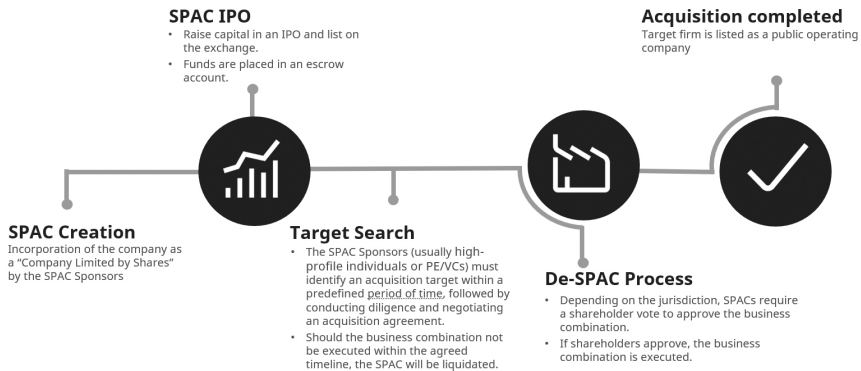 SPAC IPO
• Raise capital in an IPO and list on
the exchange.
• Funds are placed in an escrow
account.
Acquisition completed
Target firm is listed as a public operating
company
SPAC Creation
Incorporation of the company as
a “Company Limited by Shares”
by the SPAC Sponsors
Target Search
• The SPAC Sponsors (usually high-
profile individuals or PE/VCs) must
identify an acquisition target within a
predefined period of time, followed by
conducting diligence and negotiating
an acquisition agreement.
• Should the business combination not
be executed within the agreed
timeline, the SPAC will be liquidated.
De-SPAC Process
• Depending on the jurisdiction, SPACs require
a shareholder vote to approve the business
combination.
• If shareholders approve, the business
combination is executed.